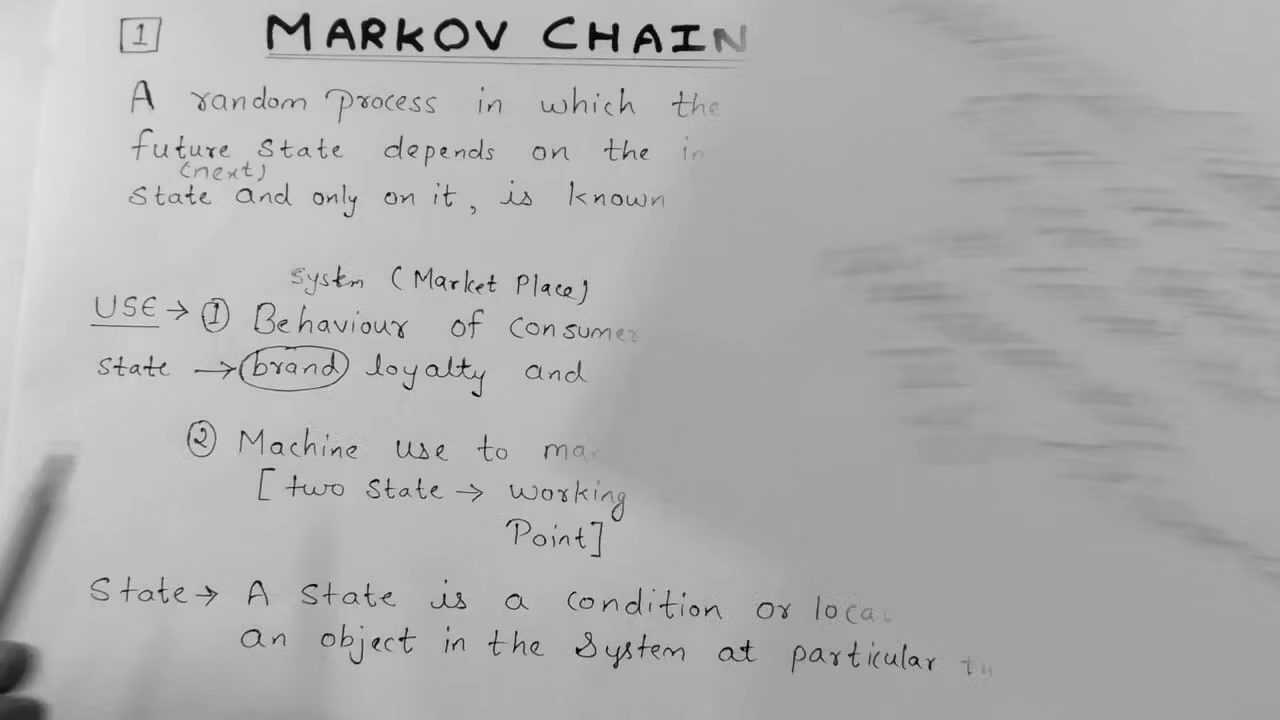 1 MARKOV CHAIN
A random process in which the
future state depends on the
(next)
state and only on it, is known
system (Market Place)
USE → ① Behaviour of consumer
state → brand loyalty and
② Machine use to
[ two state → working
Point]
State → A state is a condition or
an object in the system at particular